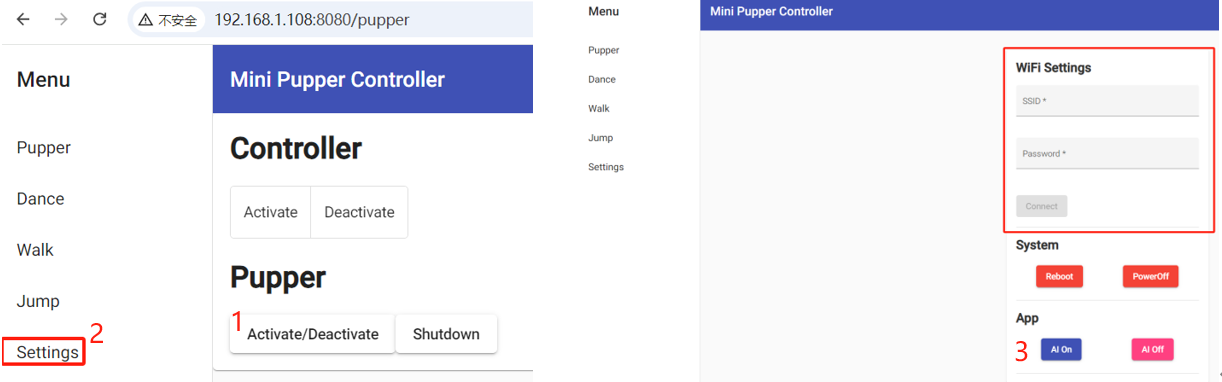 不安全 192.168.1.108:8080/pupper
Menu
Mini Pupper Controller
Pupper
Dance
Walk
Jump
Settings
2
Controller
Activate Deactivate
Pupper
1
Activate/Deactivate Shutdown
Menu
Mini Pupper Controller
Pupper
Dance
Walk
Jump
Settings
WiFi Settings
SSID *
Password *
Connect
System
Reboot PowerOff
App
3
AI On AI Off